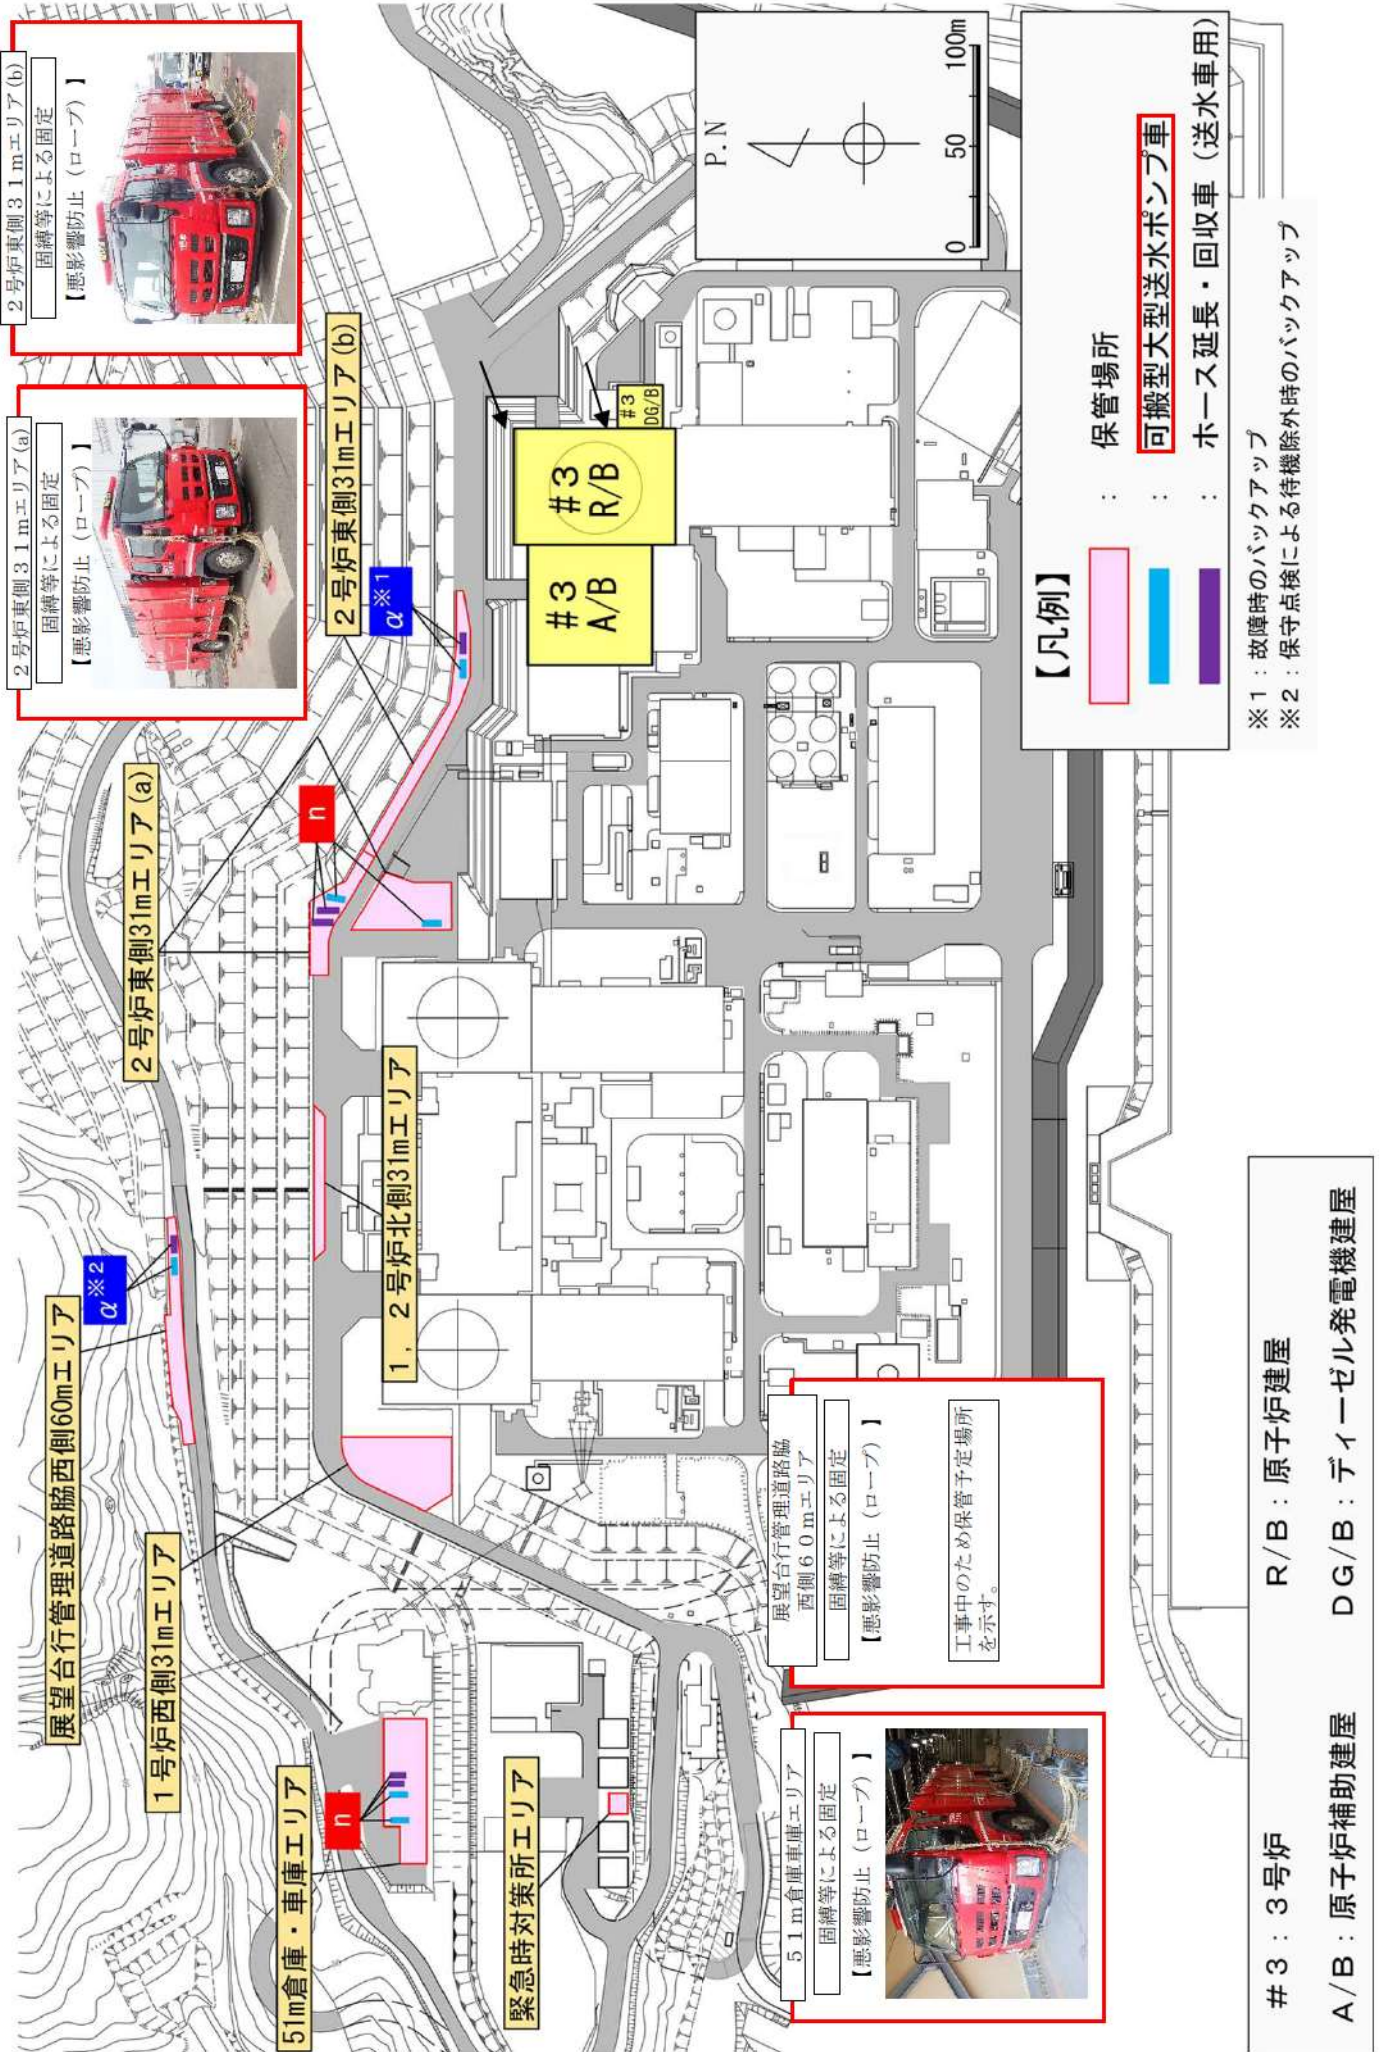 ２号炉東側３１ｍエリア(a)
固縛等による固定
【悪影響防止（ロープ）】
２号炉東側３１ｍエリア(b)
固縛等による固定
【悪影響防止（ロープ）】
展望台行管理道路脇西側60mエリア
α※2
２号炉東側31mエリア(a)
n
２号炉東側31mエリア(b)
α※1
1号炉西側31mエリア
1，2号炉北側31mエリア
51m倉庫・車庫エリア
n
緊急時対策所エリア
#3
A/B
#3
R/B
#3
DG/B
P.N
0 50 100m
５１ｍ倉庫車庫エリア
固縛等による固定
【悪影響防止（ロープ）】
展望台行管理道路脇
西側６０ｍエリア
固縛等による固定
【悪影響防止（ロープ）】
工事中のため保管予定場所
を示す。
【凡例】
：保管場所
：可搬型大型送水ポンプ車
：ホース延長・回収車（送水車用）
※1：故障時のバックアップ
※2：保守点検による待機除外時のバックアップ
#3：3号炉 R/B：原子炉建屋
A/B：原子炉補助建屋 DG/B：ディーゼル発電機建屋